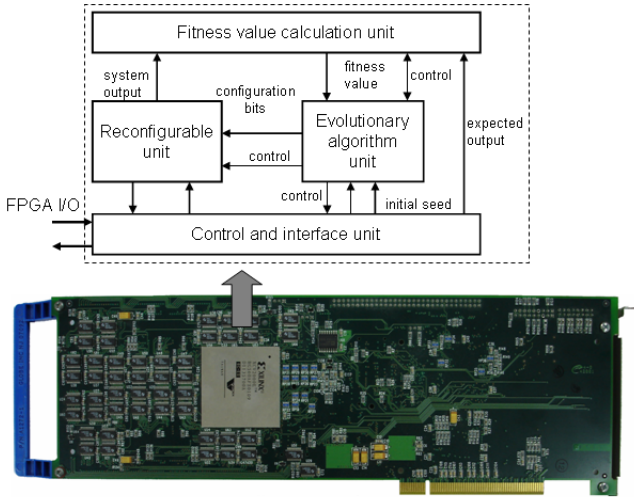 Fitness value calculation unit
system
output
configuration
bits
fitness
value
control
expected
output
Reconfigurable
unit
Evolutionary
algorithm
unit
control
control
initial seed
FPGA I/O
Control and interface unit
XILINX